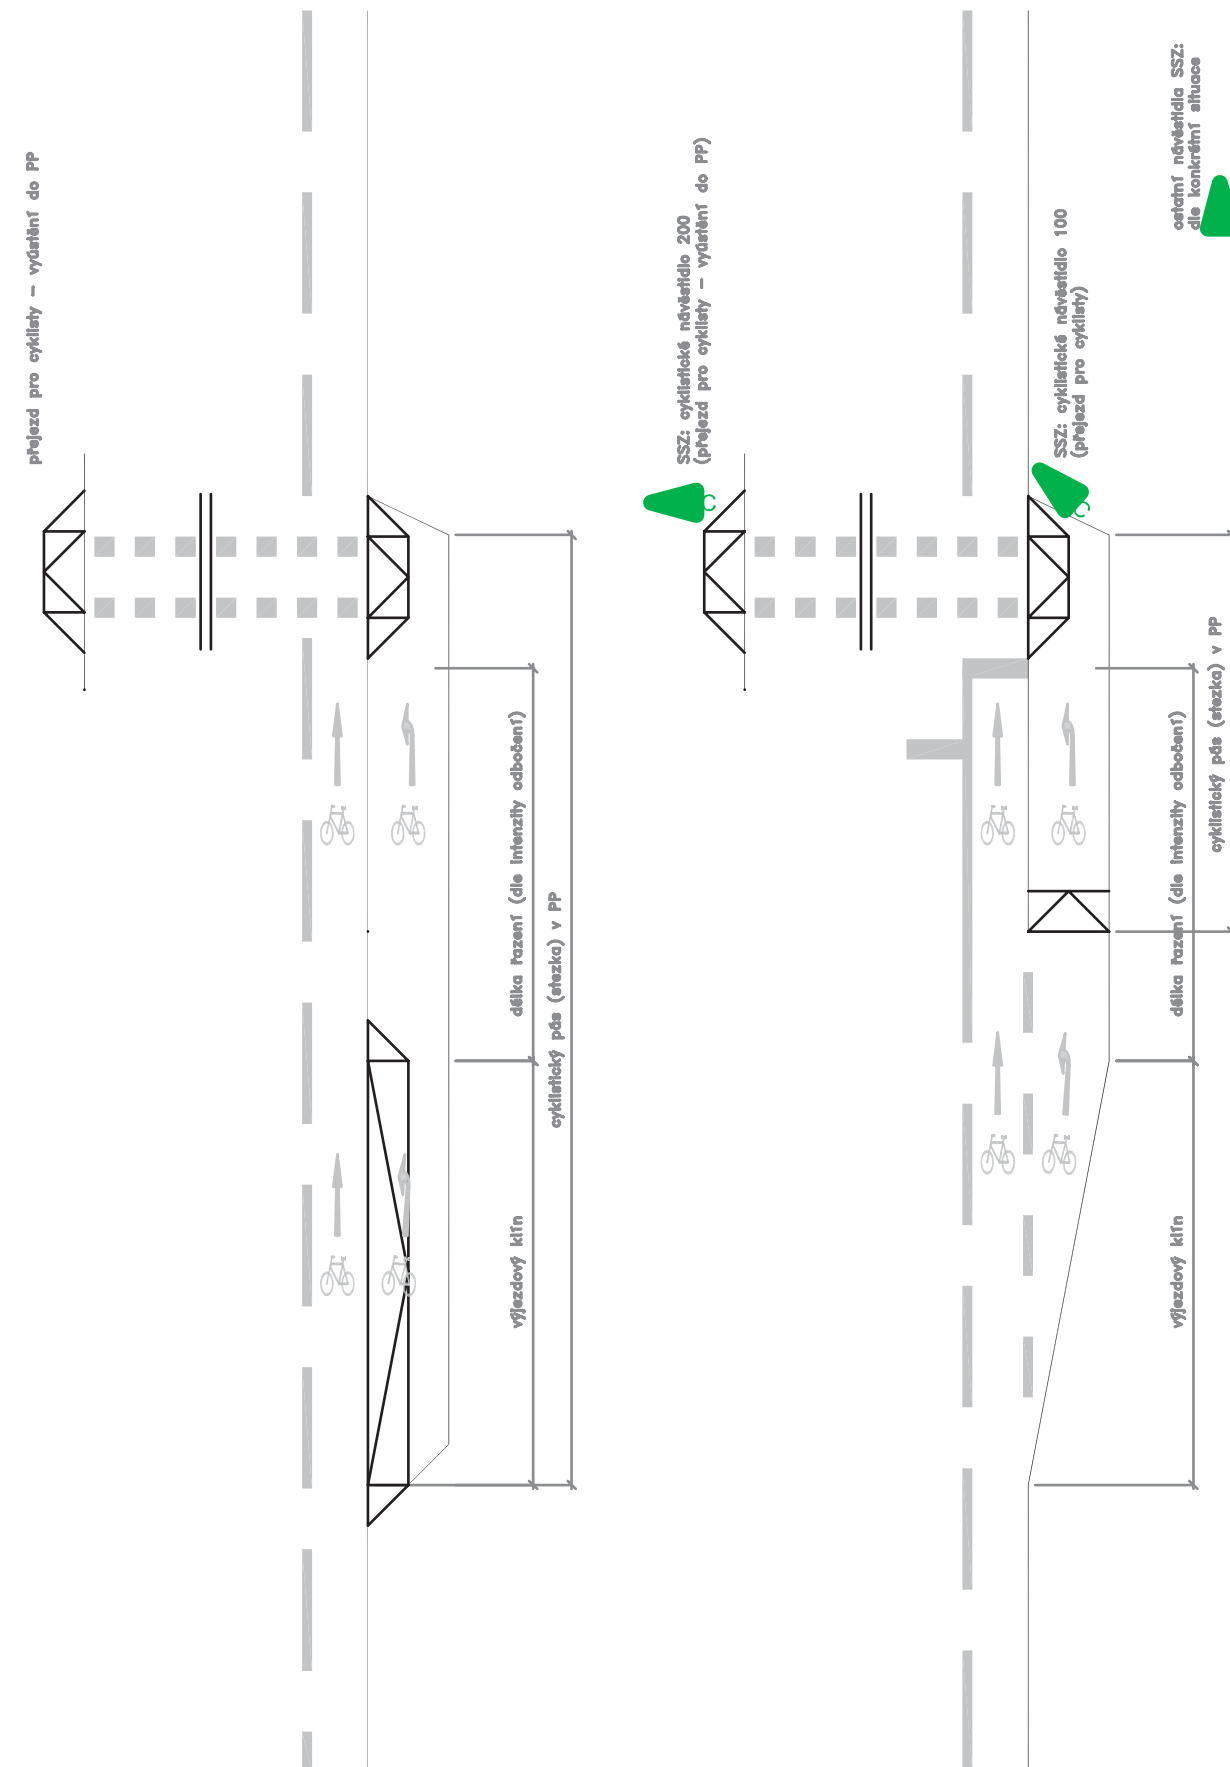 přejezd pro cyklisty – vyústění do PP
délka řazení (dle intenzity odbočení)
výjezdový klín
cyklistický pás (stezka) v PP
SSZ: cyklistické návěstidlo 200
(přejezd pro cyklisty – vyústění do PP)
SSZ: cyklistické návěstidlo 100
(přejezd pro cyklisty)
ostatní návěstidla SSZ:
dle konkrétní situace
délka řazení (dle intenzity odbočení)
výjezdový klín
cyklistický pás (stezka) v PP
C
C